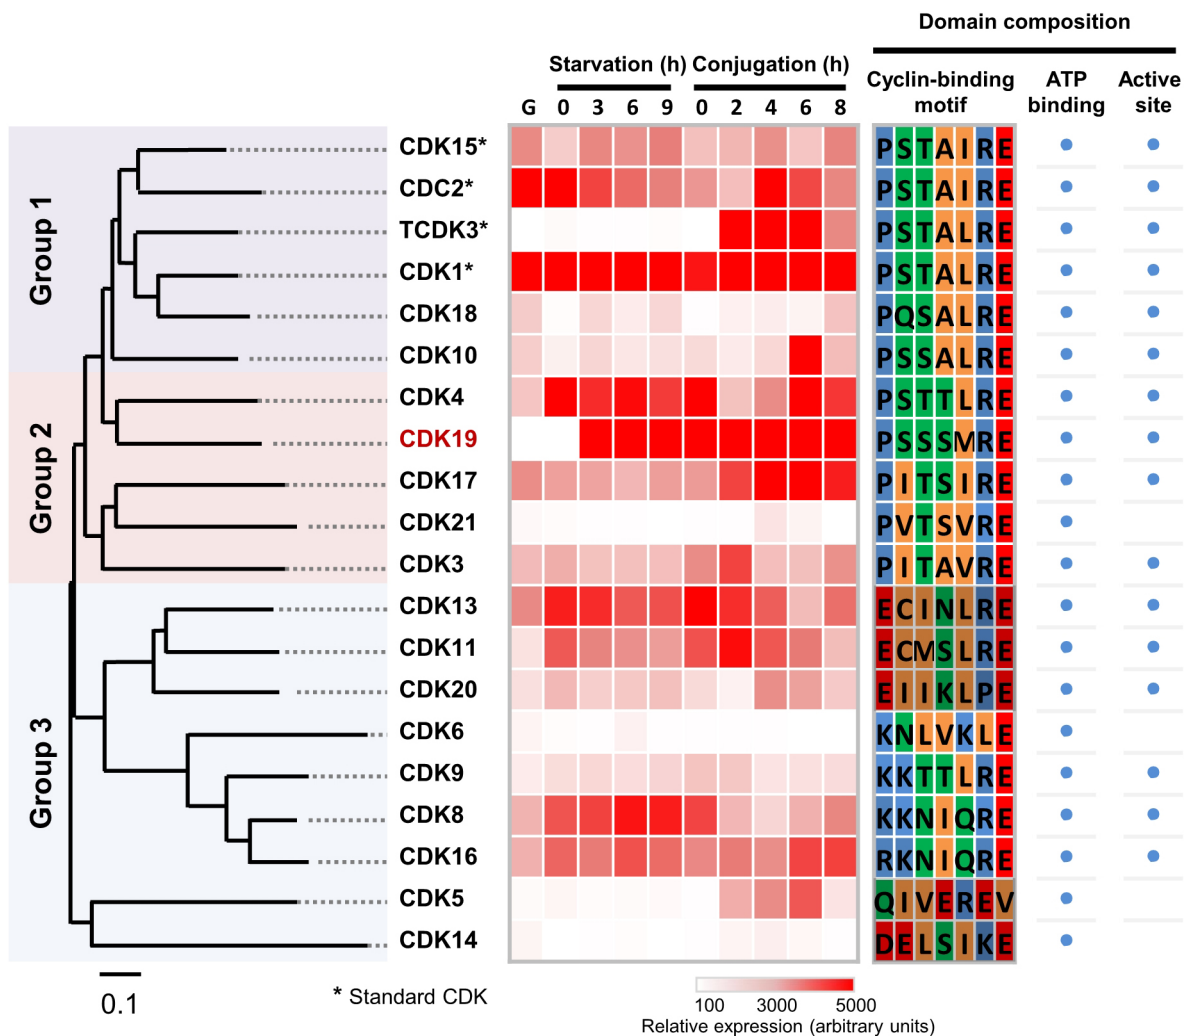 Domain composition
Starvation (h) Conjugation (h)
Cyclin-binding motif ATP binding Active site
G 0 3 6 9 0 2 4 6 8
Group 1
CDK15* PSTAIRE
CDC2* PSTAIRE
TCDK3* PSTALRE
CDK1* PSTALRE
CDK18 PQSALRE
CDK10 PSSALRE
Group 2
CDK4 PSTTLRE
CDK19 PSSSMRE
CDK17 PITSIRE
CDK21 PVTSVRE
CDK3 PITAVRE
Group 3
CDK13 ECINLRE
CDK11 ECMSLRE
CDK20 EIIKLPE
CDK6 KNLVKLE
CDK9 KKTTLRE
CDK8 KKNIQRE
CDK16 RKNIQRE
CDK5 QIVEREV
CDK14 DELSIKE
0.1
* Standard CDK
100 3000 5000
Relative expression (arbitrary units)